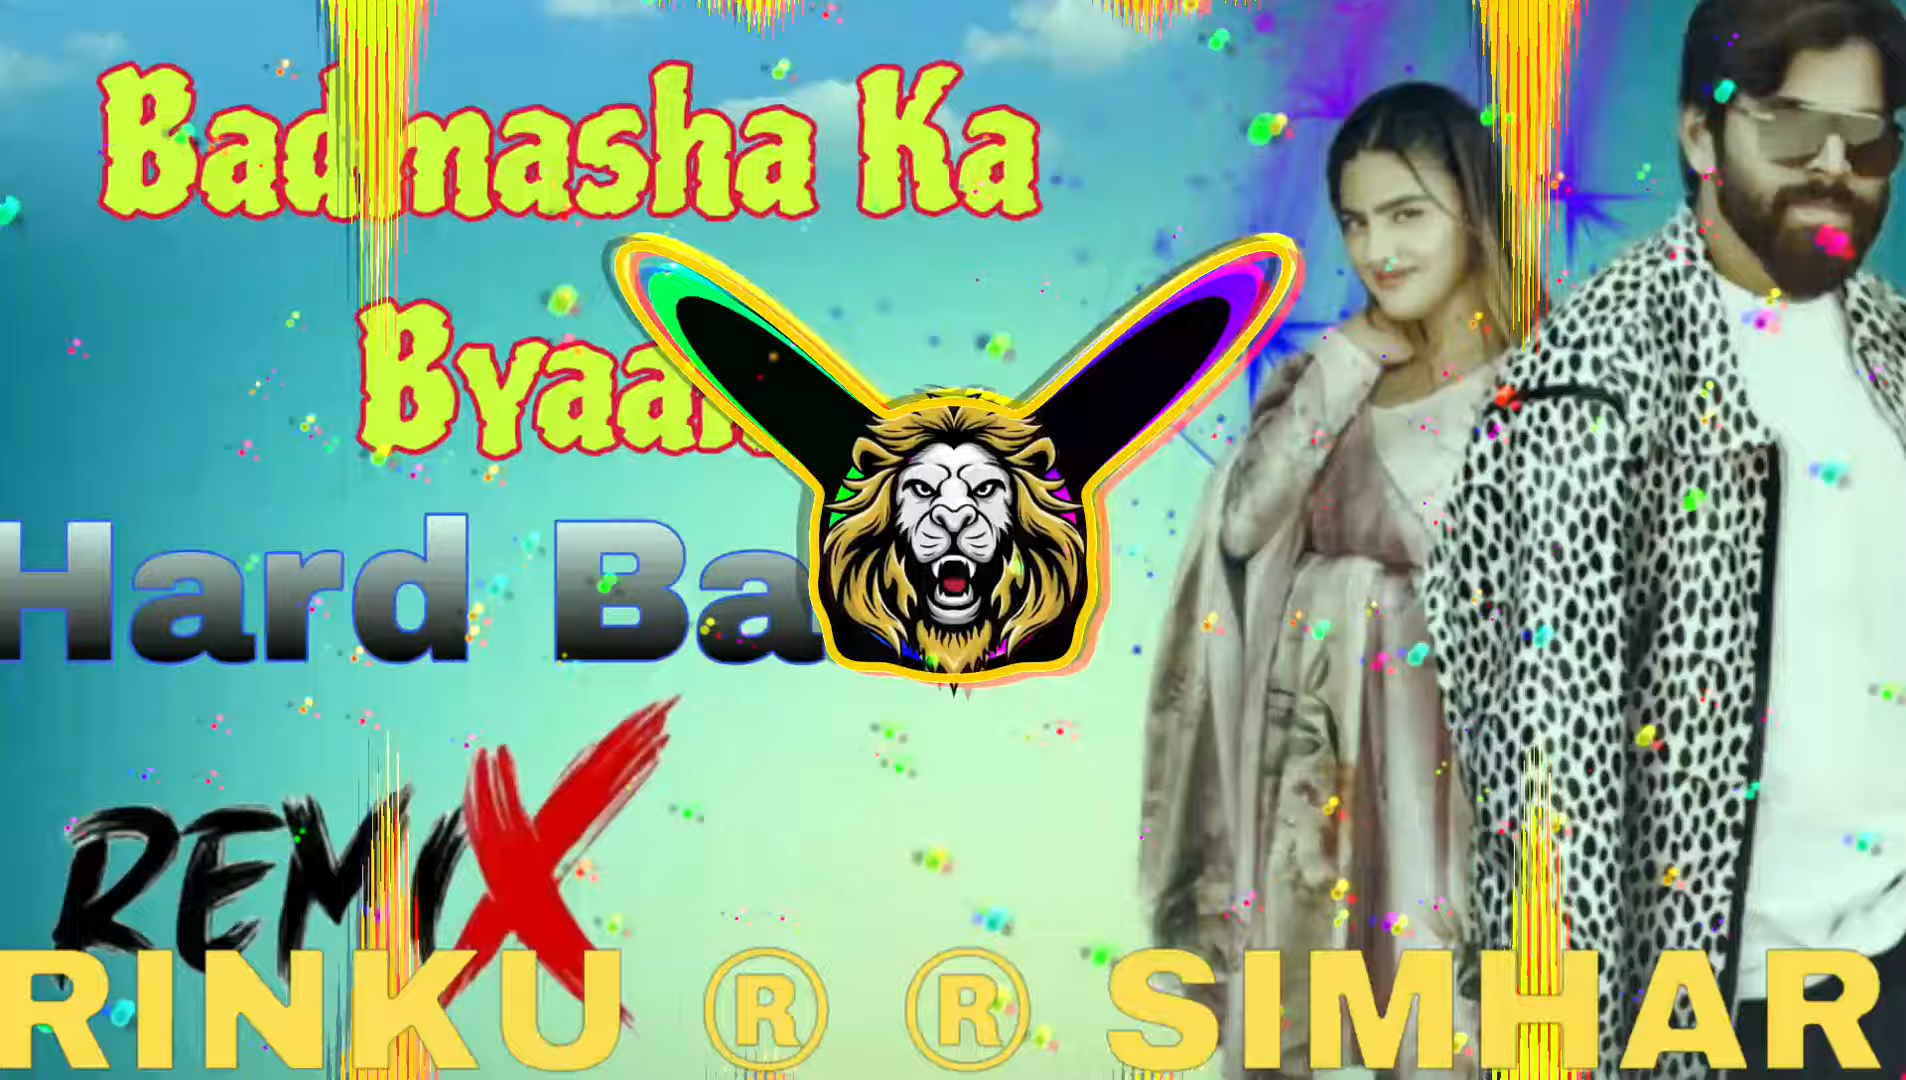 Badmasha Ka
Byaah
Hard Ba
REMIX
RINKU ® ® SIMHAR